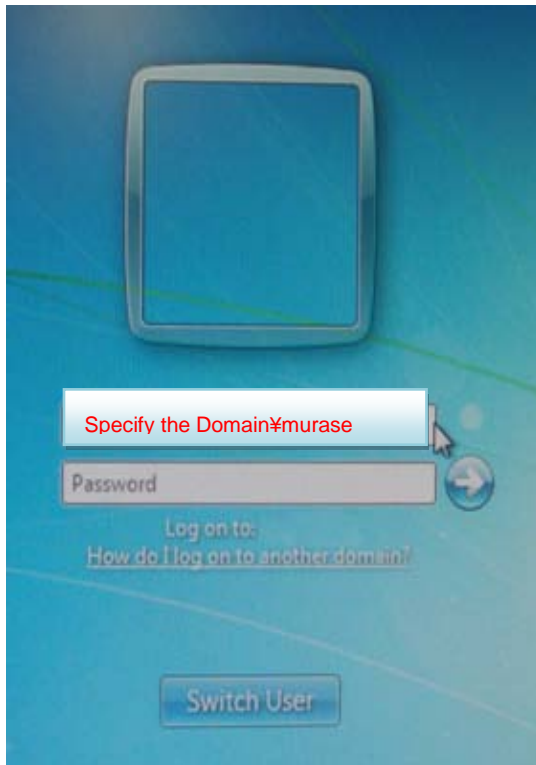 Specify the Domain¥murase
Password
Log on to:
How do I log on to another domain?
Switch User